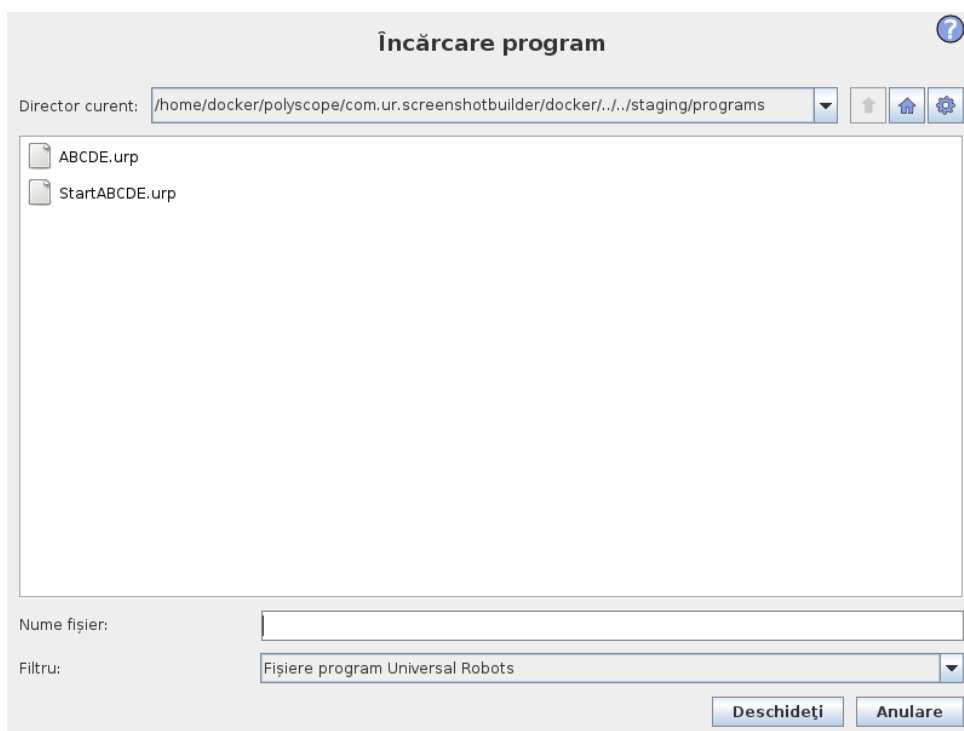 Încărcare program
?
Director curent: /home/docker/polyscope/com.ur.screenshotbuilder/docker/../../staging/programs
ABCDE.urp
StartABCDE.urp
Nume fișier:
Filtru: Fișiere program Universal Robots
Deschideți Anulare